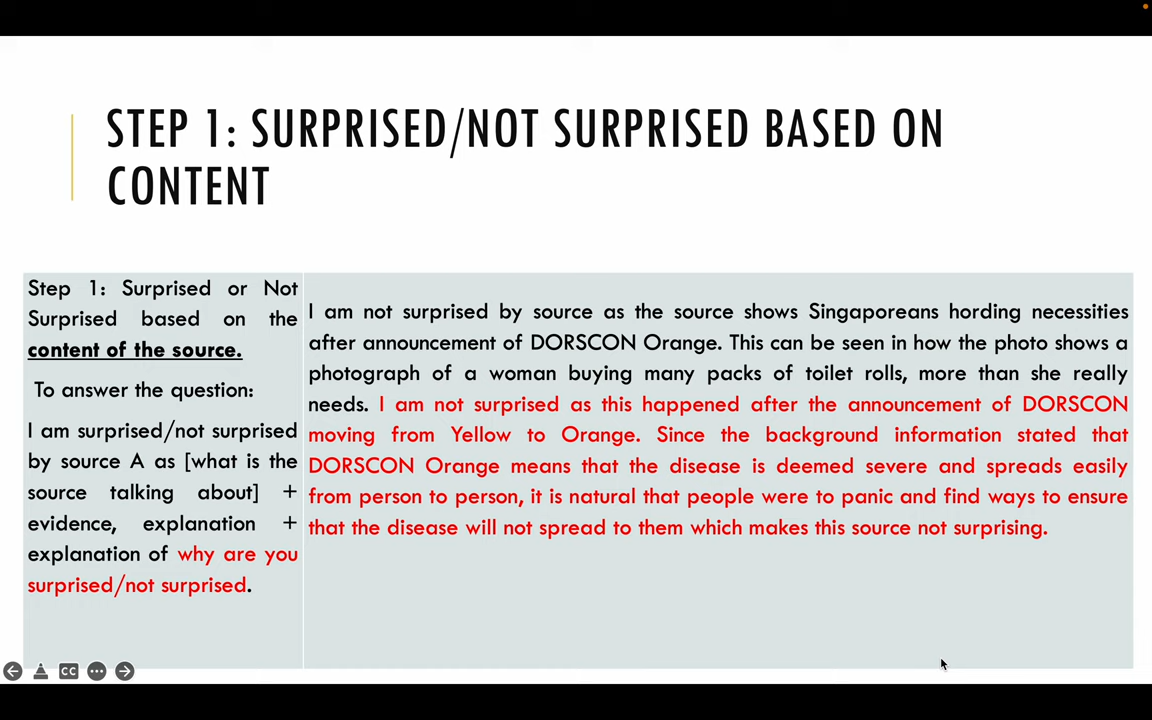 STEP 1: SURPRISED/NOT SURPRISED BASED ON
CONTENT
Step 1: Surprised or Not
Surprised based on the
content of the source.
To answer the question:
I am surprised/not surprised
by source A as [what is the
source talking about] +
evidence, explanation +
explanation of why are you
surprised/not surprised.
I am not surprised by source as the source shows Singaporeans hording necessities
after announcement of DORSCON Orange. This can be seen in how the photo shows a
photograph of a woman buying many packs of toilet rolls, more than she really
needs. I am not surprised as this happened after the announcement of DORSCON
moving from Yellow to Orange. Since the background information stated that
DORSCON Orange means that the disease is deemed severe and spreads easily
from person to person, it is natural that people were to panic and find ways to ensure
that the disease will not spread to them which makes this source not surprising.
CC